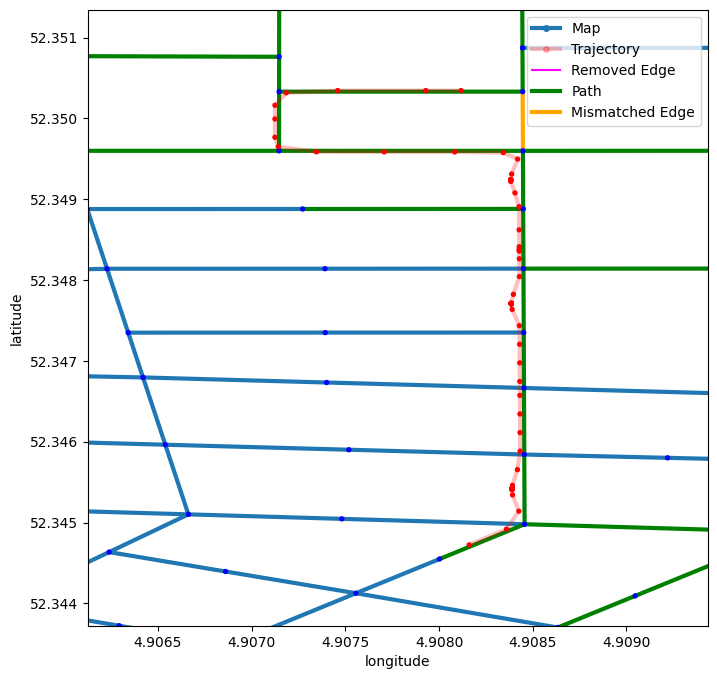 Map
Trajectory
Removed Edge
Path
Mismatched Edge
52.351
52.350
52.349
52.348
52.347
52.346
52.345
52.344
latitude
4.9065
4.9070
4.9075
4.9080
4.9085
4.9090
longitude